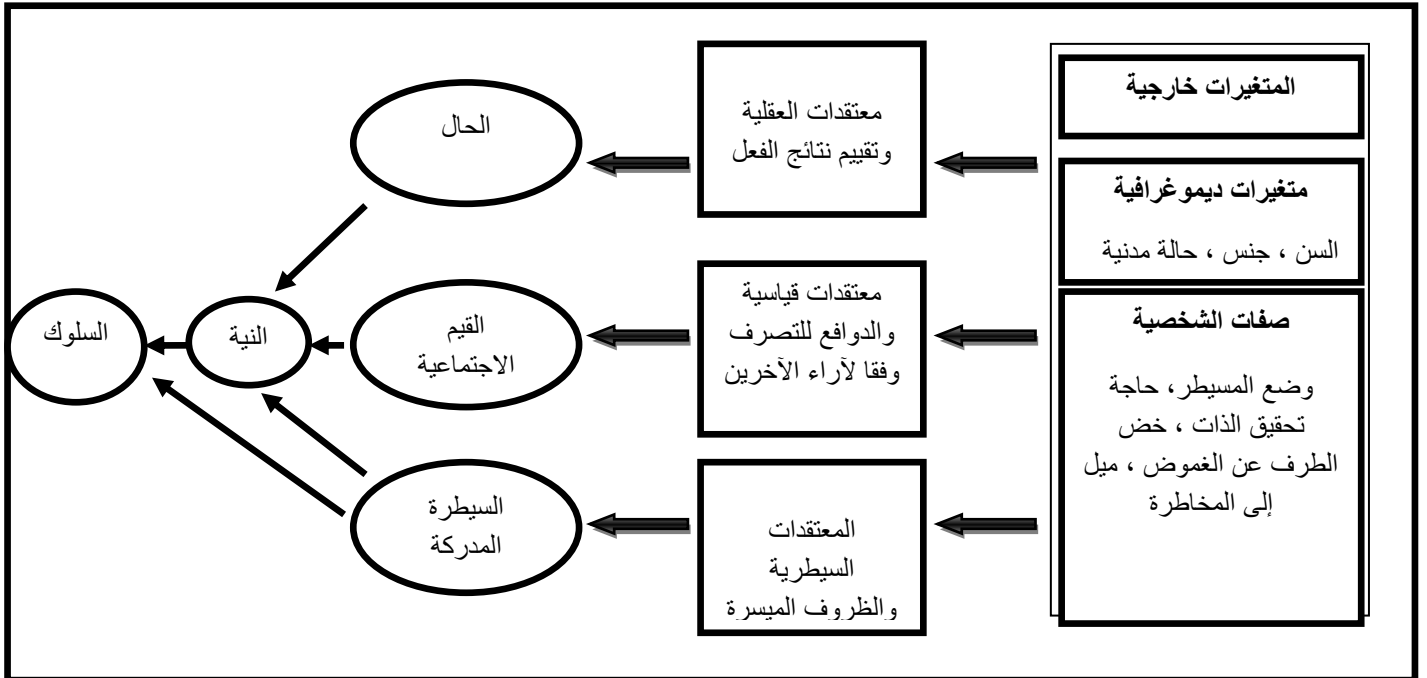 المتغيرات خارجية
متغيرات ديموغرافية
السن ، جنس ، حالة مدنية
صفات الشخصية
وضع المسيطر، حاجة
تحقيق الذات ، خض
الطرف عن الغموض ، ميل
إلى المخاطرة
معتقدات العقلية
وتقييم نتائج الفعل
معتقدات قياسية
والدوافع للتصرف
وفقا لآراء الآخرين
المعتقدات
السيطرية
والظروف الميسرة
الحال
القيم
الاجتماعية
السيطرة
المدركة
النية
السلوك